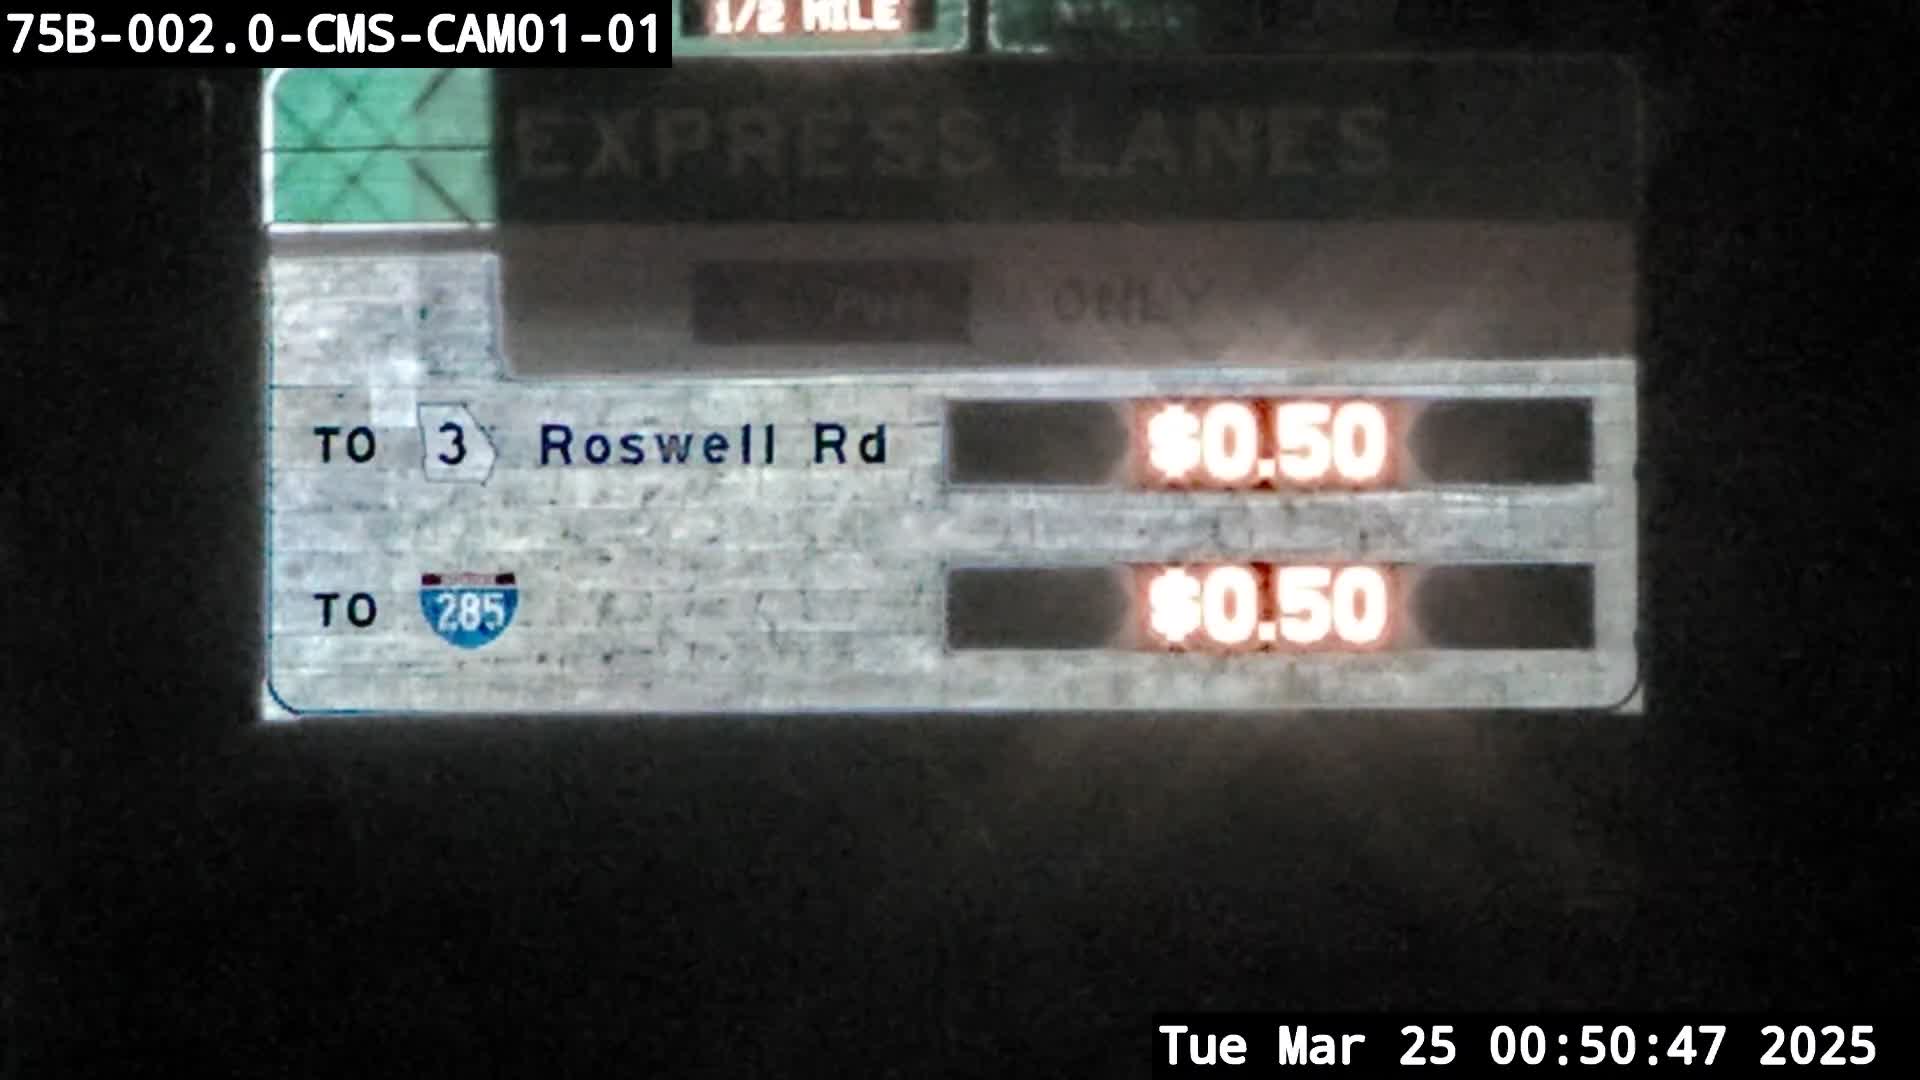 75B-002.0-CMS-CAM01-01
1/2 MILE
EXPRESS LANES
ONLY
TO 3 Roswell Rd $0.50
TO 285 $0.50
Tue Mar 25 00:50:47 2025